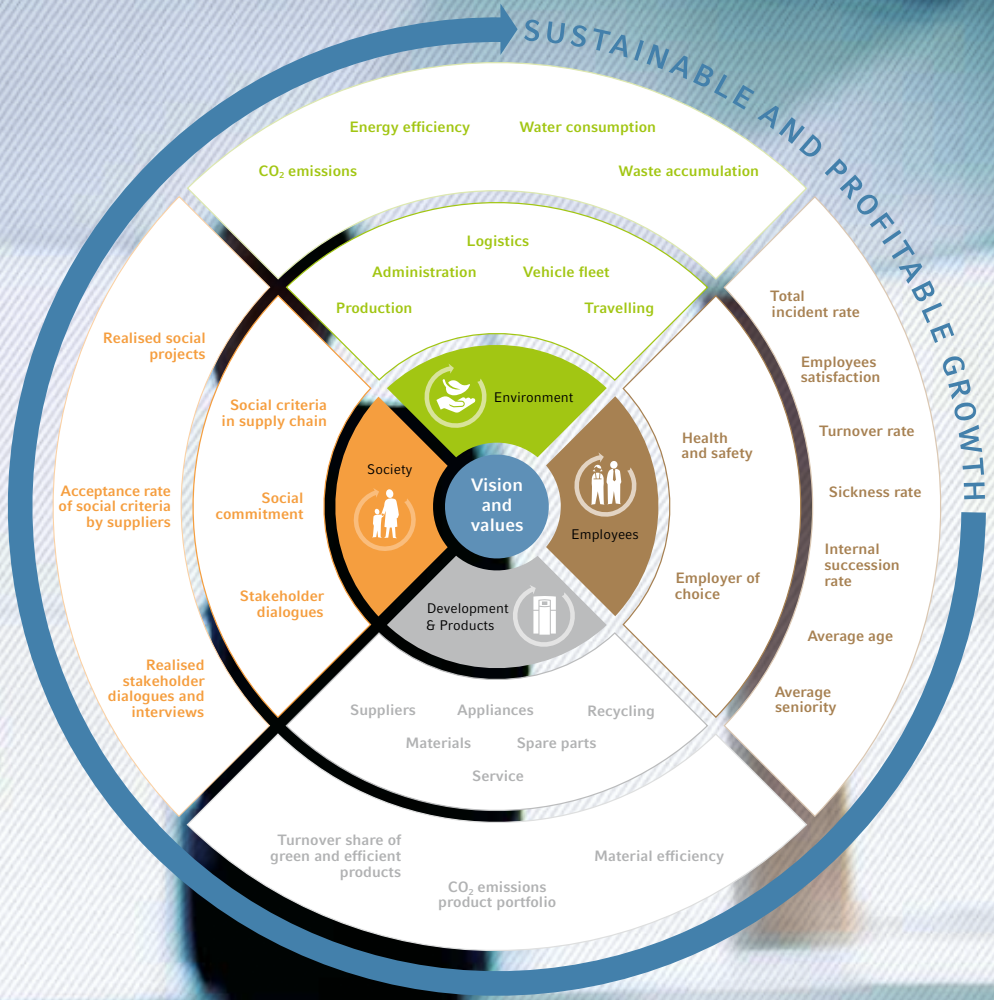 SUSTAINABLE AND PROFITABLE GROWTH
Energy efficiency
Water consumption
CO₂ emissions
Waste accumulation
Logistics
Administration
Vehicle fleet
Production
Travelling
Environment
Realised social
projects
Acceptance rate
of social criteria
by suppliers
Realised
stakeholder
dialogues and
interviews
Social criteria
in supply chain
Social
commitment
Stakeholder
dialogues
Society
Vision
and
values
Employees
Health
and safety
Employer of
choice
Total
incident rate
Employees
satisfaction
Turnover rate
Sickness rate
Internal
succession
rate
Average age
Average
seniority
Development
& Products
Suppliers
Appliances
Recycling
Materials
Spare parts
Service
Turnover share of
green and efficient
products
CO₂ emissions
product portfolio
Material efficiency